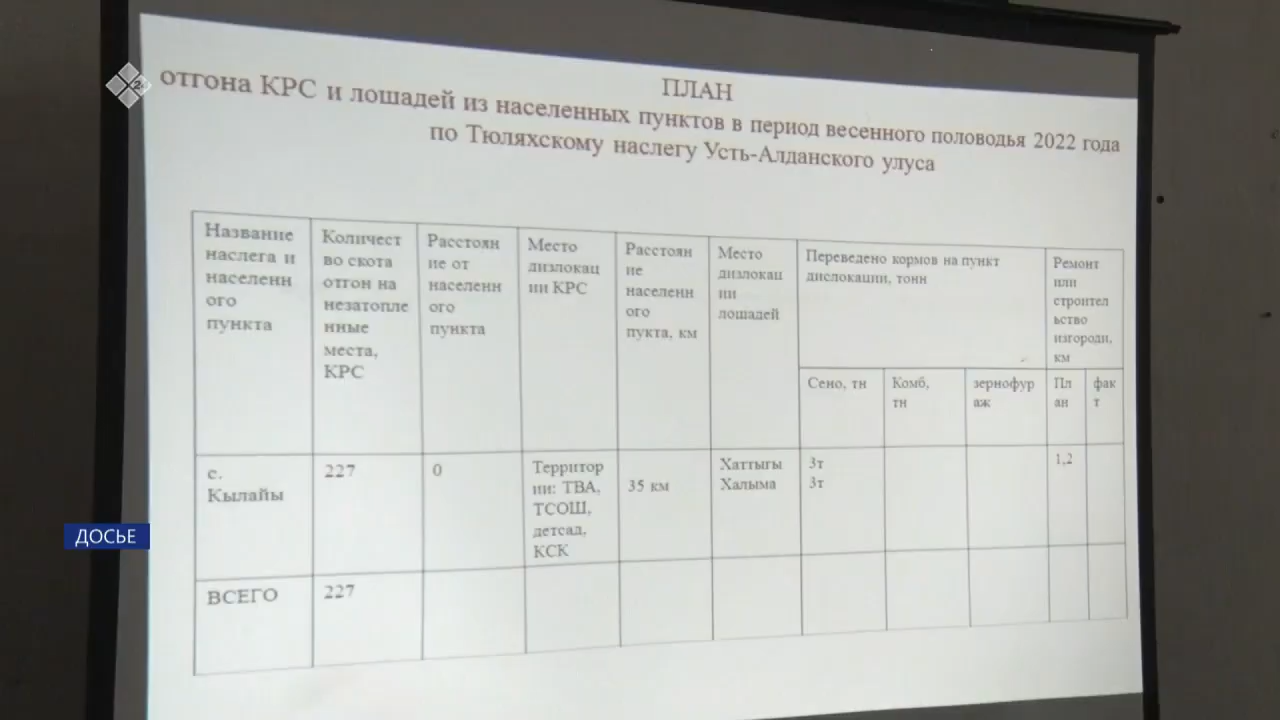 ПЛАН
отгона КРС и лошадей из населенных пунктов в период весенного половодья 2022 года
по Тюляхскому наслегу Усть-Алданского улуса
Название
наслега и
населенн
ого
пункта
Количест
во скота
отгон на
незатопле
нные
места,
КРС
Расстоян
ие от
населенн
ого
пункта
Место
дизлокац
ии КРС
Расстоян
ие
населенн
ого
пукта, км
Место
дизлокац
ии
лошадей
Переведено кормов на пункт
дислокации, тонн
Ремонт
или
строител
ьство
изгороди,
км
Сено, тн
Комб,
тн
зернофур
аж
Пл
ан
фак
т
с.
Кылайы
227
0
Территор
ии: ТВА,
ТСОШ,
детсад,
КСК
35 км
Хаттыгы
Халыма
3т
3т
1,2
ВСЕГО
227
ДОСЬЕ